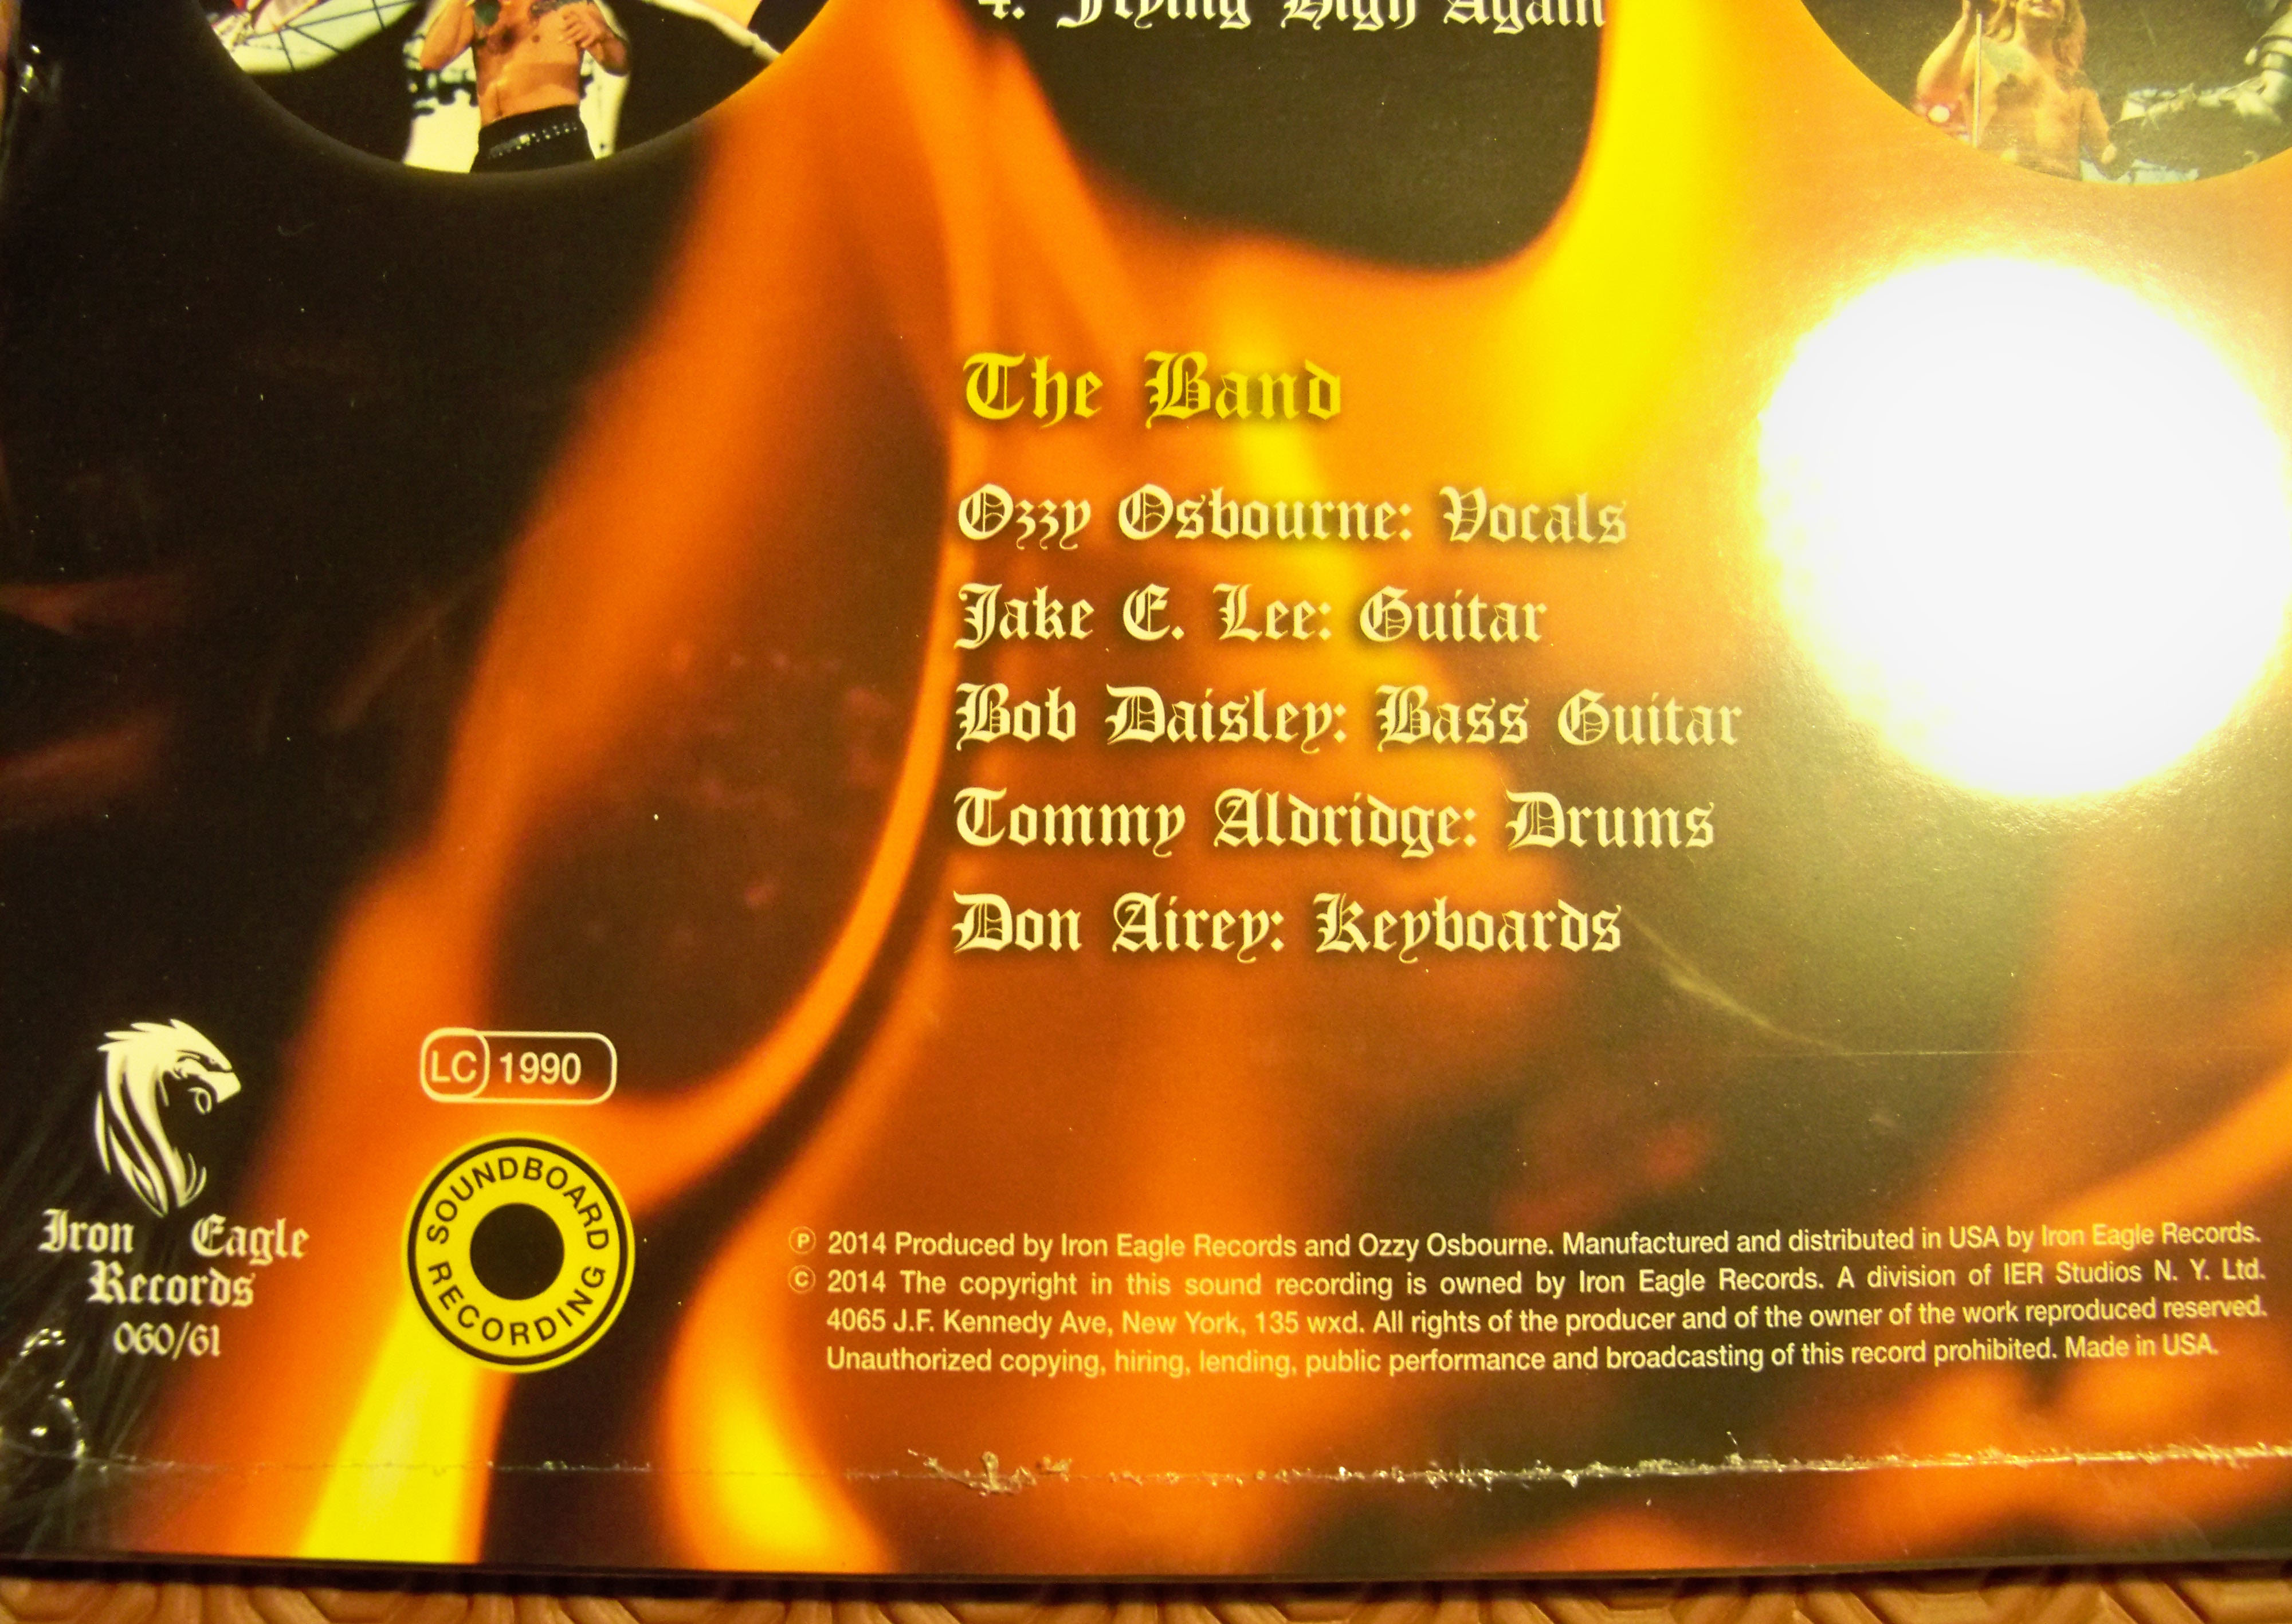 4. Flying High Again
The Band
Ozzy Osbourne: Vocals
Jake E. Lee: Guitar
Bob Daisley: Bass Guitar
Tommy Aldridge: Drums
Don Airey: Keyboards
LC 1990
SOUNDBOARD RECORDING
Iron Eagle
Records
060/61
Ⓟ 2014 Produced by Iron Eagle Records and Ozzy Osbourne. Manufactured and distributed in USA by Iron Eagle Records.
© 2014 The copyright in this sound recording is owned by Iron Eagle Records. A division of IER Studios N. Y. Ltd.
4065 J.F. Kennedy Ave, New York, 135 wxd. All rights of the producer and of the owner of the work reproduced reserved.
Unauthorized copying, hiring, lending, public performance and broadcasting of this record prohibited. Made in USA.